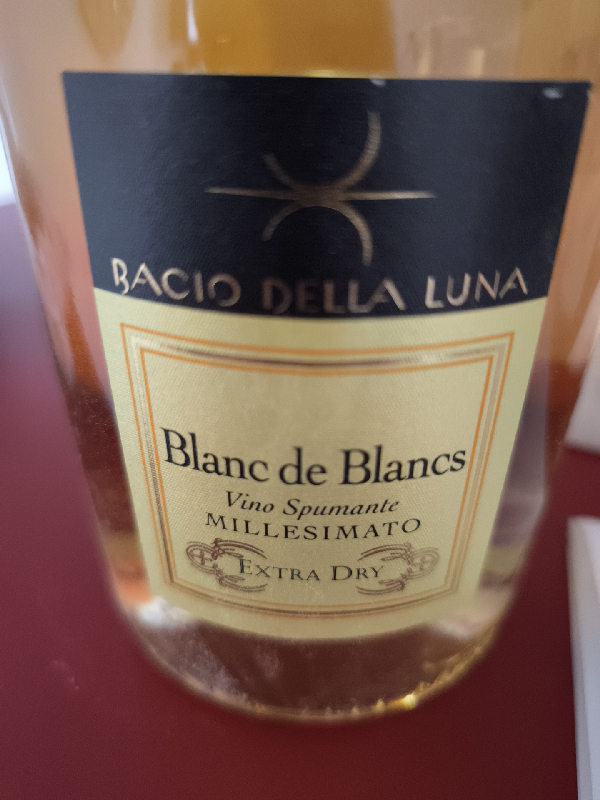 BACIO DELLA LUNA
Blanc de Blancs
Vino Spumante
MILLESIMATO
EXTRA DRY